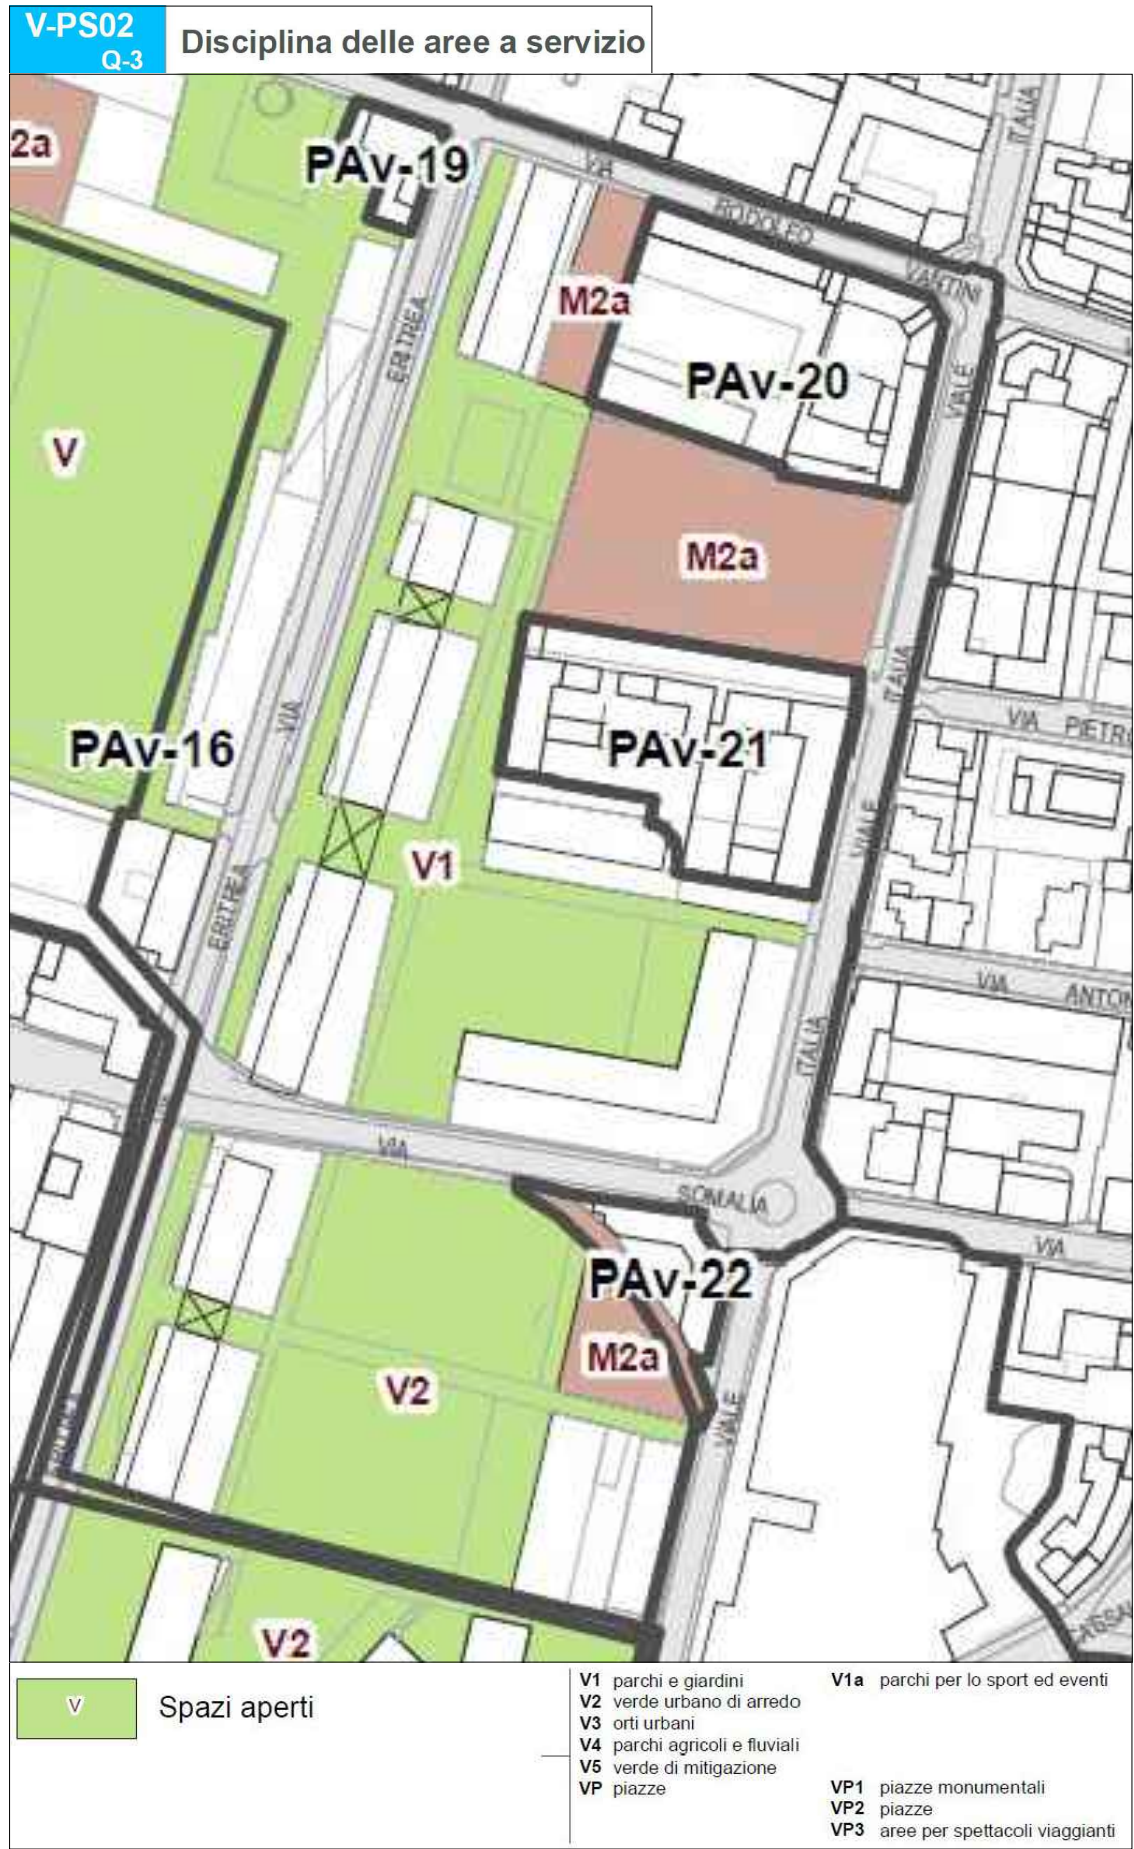 V-PS02
Q-3
Disciplina delle aree a servizio
ITALIA
2a
PAv-19
VIA
RODOLFO
VANTINI
M2a
ERITREA
PAv-20
VALE
V
M2a
ITALIA
VIA
VIA PIETR
PAv-16
PAv-21
VIALE
V1
ERITREA
VIA
ANTON
ITALIA
VIA
SOMALIA
VIA
PAv-22
M2a
V2
VIALE
V2
V
Spazi aperti
V1 parchi e giardini
V2 verde urbano di arredo
V3 orti urbani
V4 parchi agricoli e fluviali
V5 verde di mitigazione
VP piazze
V1a parchi per lo sport ed eventi
VP1 piazze monumentali
VP2 piazze
VP3 aree per spettacoli viaggianti